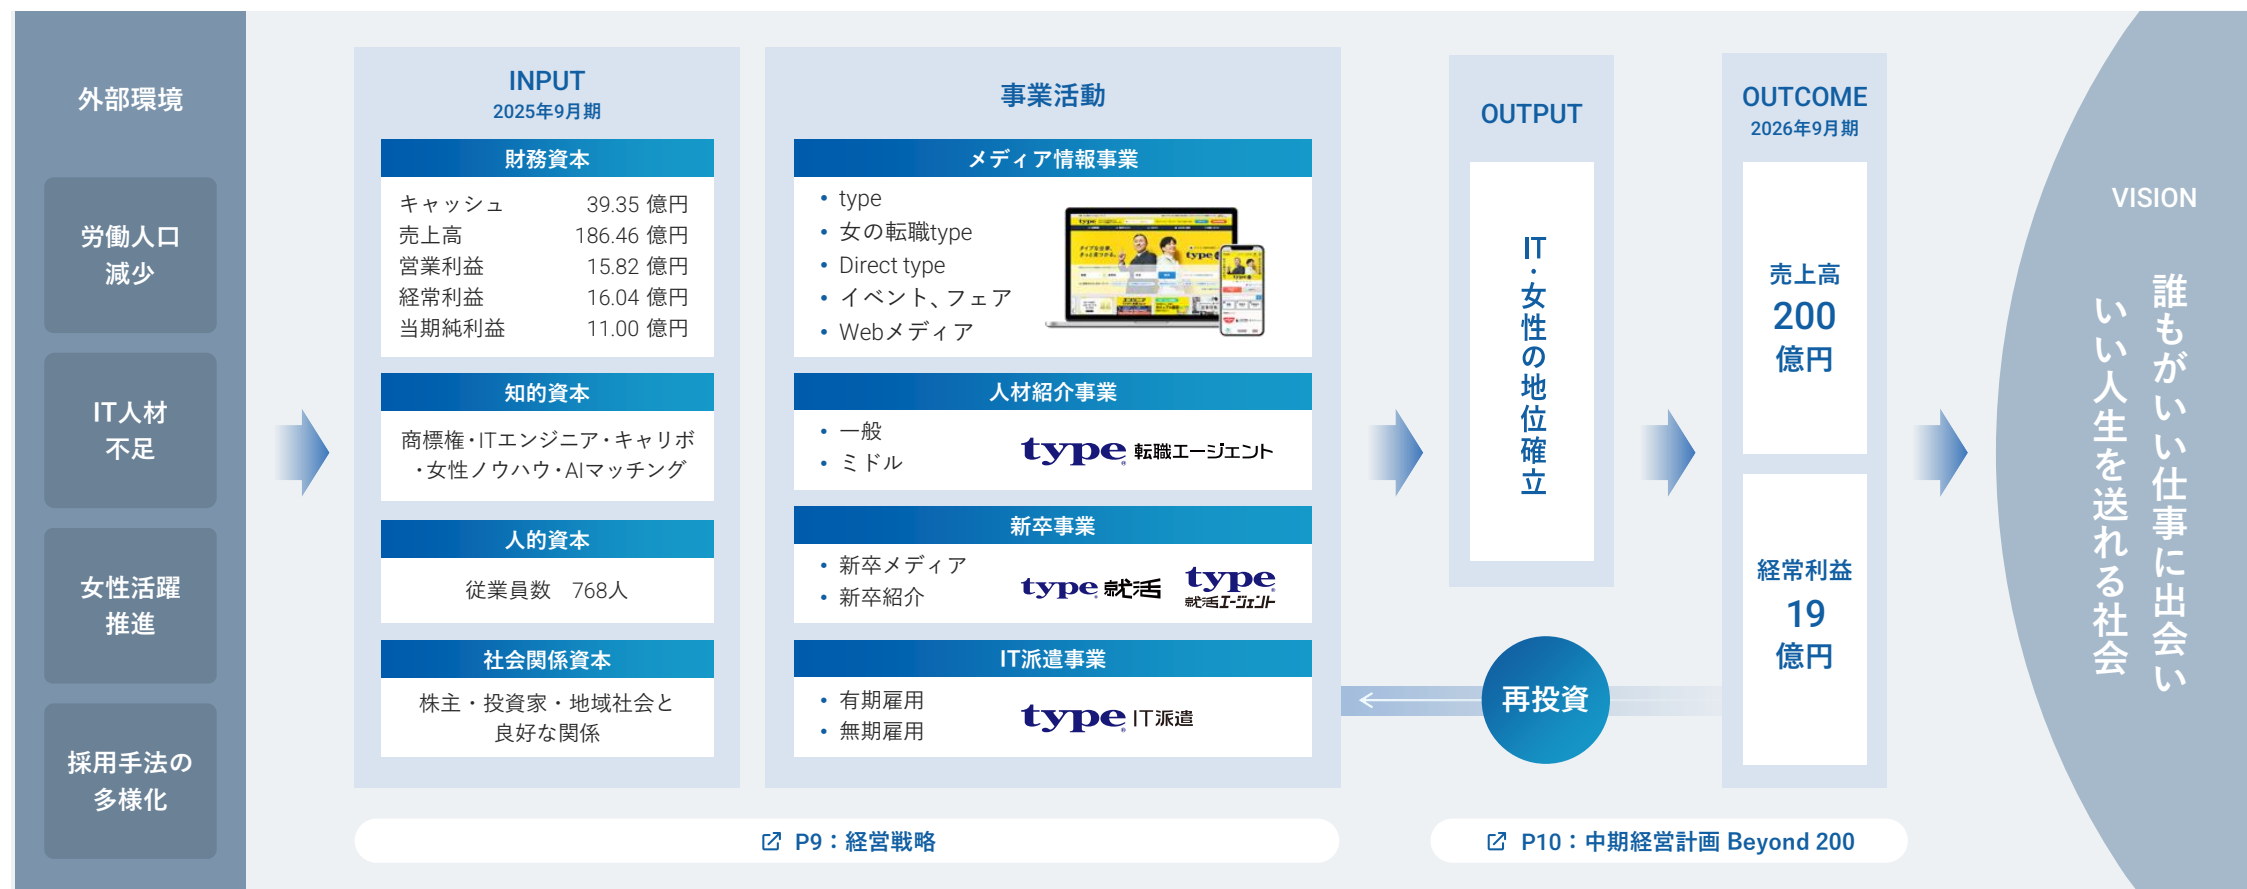 外部環境
労働人口
減少
IT人材
不足
女性活躍
推進
採用手法の
多様化
INPUT
2025年9月期
財務資本
キャッシュ 39.35 億円
売上高 186.46 億円
営業利益 15.82 億円
経常利益 16.04 億円
当期純利益 11.00 億円
知的資本
商標権・ITエンジニア・キャリボ
・女性ノウハウ・AIマッチング
人的資本
従業員数　768人
社会関係資本
株主・投資家・地域社会と
良好な関係
事業活動
メディア情報事業
• type
• 女の転職type
• Direct type
• イベント、フェア
• Webメディア
人材紹介事業
• 一般
• ミドル
type 転職エージェント
新卒事業
• 新卒メディア
• 新卒紹介
type 就活
type
就活エージェント
IT派遣事業
• 有期雇用
• 無期雇用
type IT派遣
P9：経営戦略
OUTPUT
IT・女性の地位確立
再投資
OUTCOME
2026年9月期
売上高
200
億円
経常利益
19
億円
P10：中期経営計画 Beyond 200
VISION
誰もがいい仕事に出会い
いい人生を送れる社会